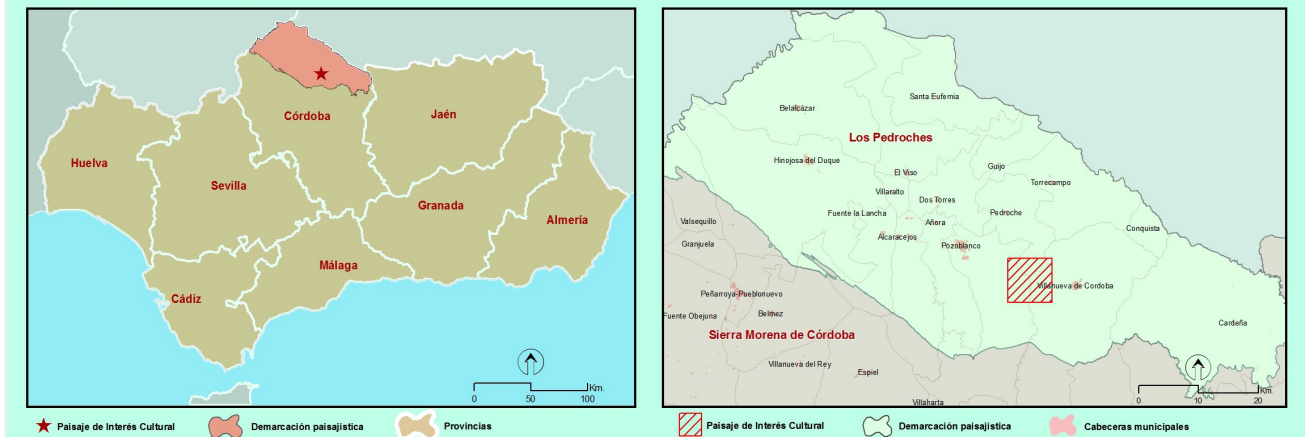 Córdoba
Jaén
Huelva
Sevilla
Granada
Almería
Málaga
Cádiz
Km.
0 50 100
Paisaje de Interés Cultural
Demarcación paisajística
Provincias
Santa Eufemia
Belalcázar
Los Pedroches
Hinojosa del Duque
Guijo
El Viso
Torrecampo
Villaralto
Dos Torres
Fuente la Lancha
Pedroche
Valsequillo
Añora
Conquista
Alcaracejos
Granjuela
Pozoblanco
Villanueva de Cordoba
Peñarroya-Pueblonuevo
Fuente Obejuna
Belmez
Cardeña
Sierra Morena de Córdoba
Villanueva del Rey
Espiel
Villaharta
Km.
0 10 20
Paisaje de Interés Cultural
Demarcación paisajística
Cabeceras municipales